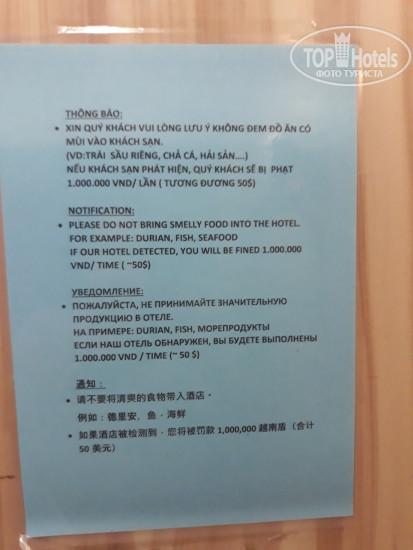 TOP Hotels
ФОТО ТУРИСТА
THÔNG BÁO:
• XIN QUÝ KHÁCH VUI LÒNG LƯU Ý KHÔNG ĐEM ĐỒ ĂN CÓ
MÙI VÀO KHÁCH SẠN.
(VD:TRÁI SẦU RIÊNG, CHẢ CÁ, HẢI SẢN....)
NẾU KHÁCH SẠN PHÁT HIỆN, QUÝ KHÁCH SẼ BỊ PHẠT
1.000.000 VND/ LẦN ( TƯƠNG ĐƯƠNG 50$)
NOTIFICATION:
• PLEASE DO NOT BRING SMELLY FOOD INTO THE HOTEL.
FOR EXAMPLE: DURIAN, FISH, SEAFOOD
IF OUR HOTEL DETECTED, YOU WILL BE FINED 1.000.000
VND/ TIME ( ~50$)
УВЕДОМЛЕНИЕ:
• ПОЖАЛУЙСТА, НЕ ПРИНИМАЙТЕ ЗНАЧИТЕЛЬНУЮ
ПРОДУКЦИЮ В ОТЕЛЕ.
НА ПРИМЕРЕ: DURIAN, FISH, МОРЕПРОДУКТЫ
ЕСЛИ НАШ ОТЕЛЬ ОБНАРУЖЕН, ВЫ БУДЕТЕ ВЫПОЛНЕНЫ
1.000.000 VND / TIME (~ 50 $)
通知：
• 请不要将清爽的食物带入酒店。
例如：德里安，鱼，海鲜
• 如果酒店被检测到，您将被罚款 1,000,000 越南盾（合计
50 美元）